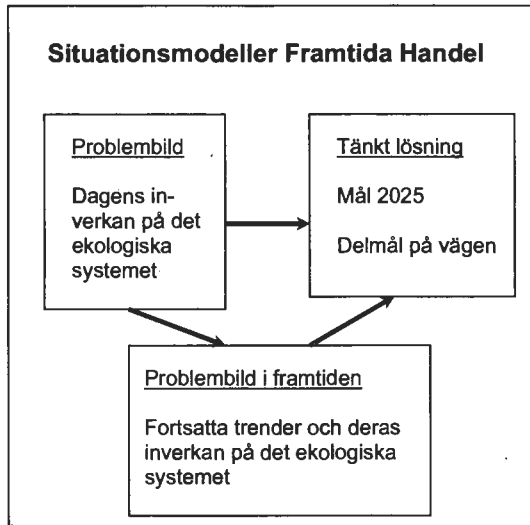 Situationsmodeller Framtida Handel
Problembild
Dagens in-
verkan på det
ekologiska
systemet
Tänkt lösning
Mål 2025
Delmål på vägen
Problembild i framtiden
Fortsatta trender och deras
inverkan på det ekologiska
systemet